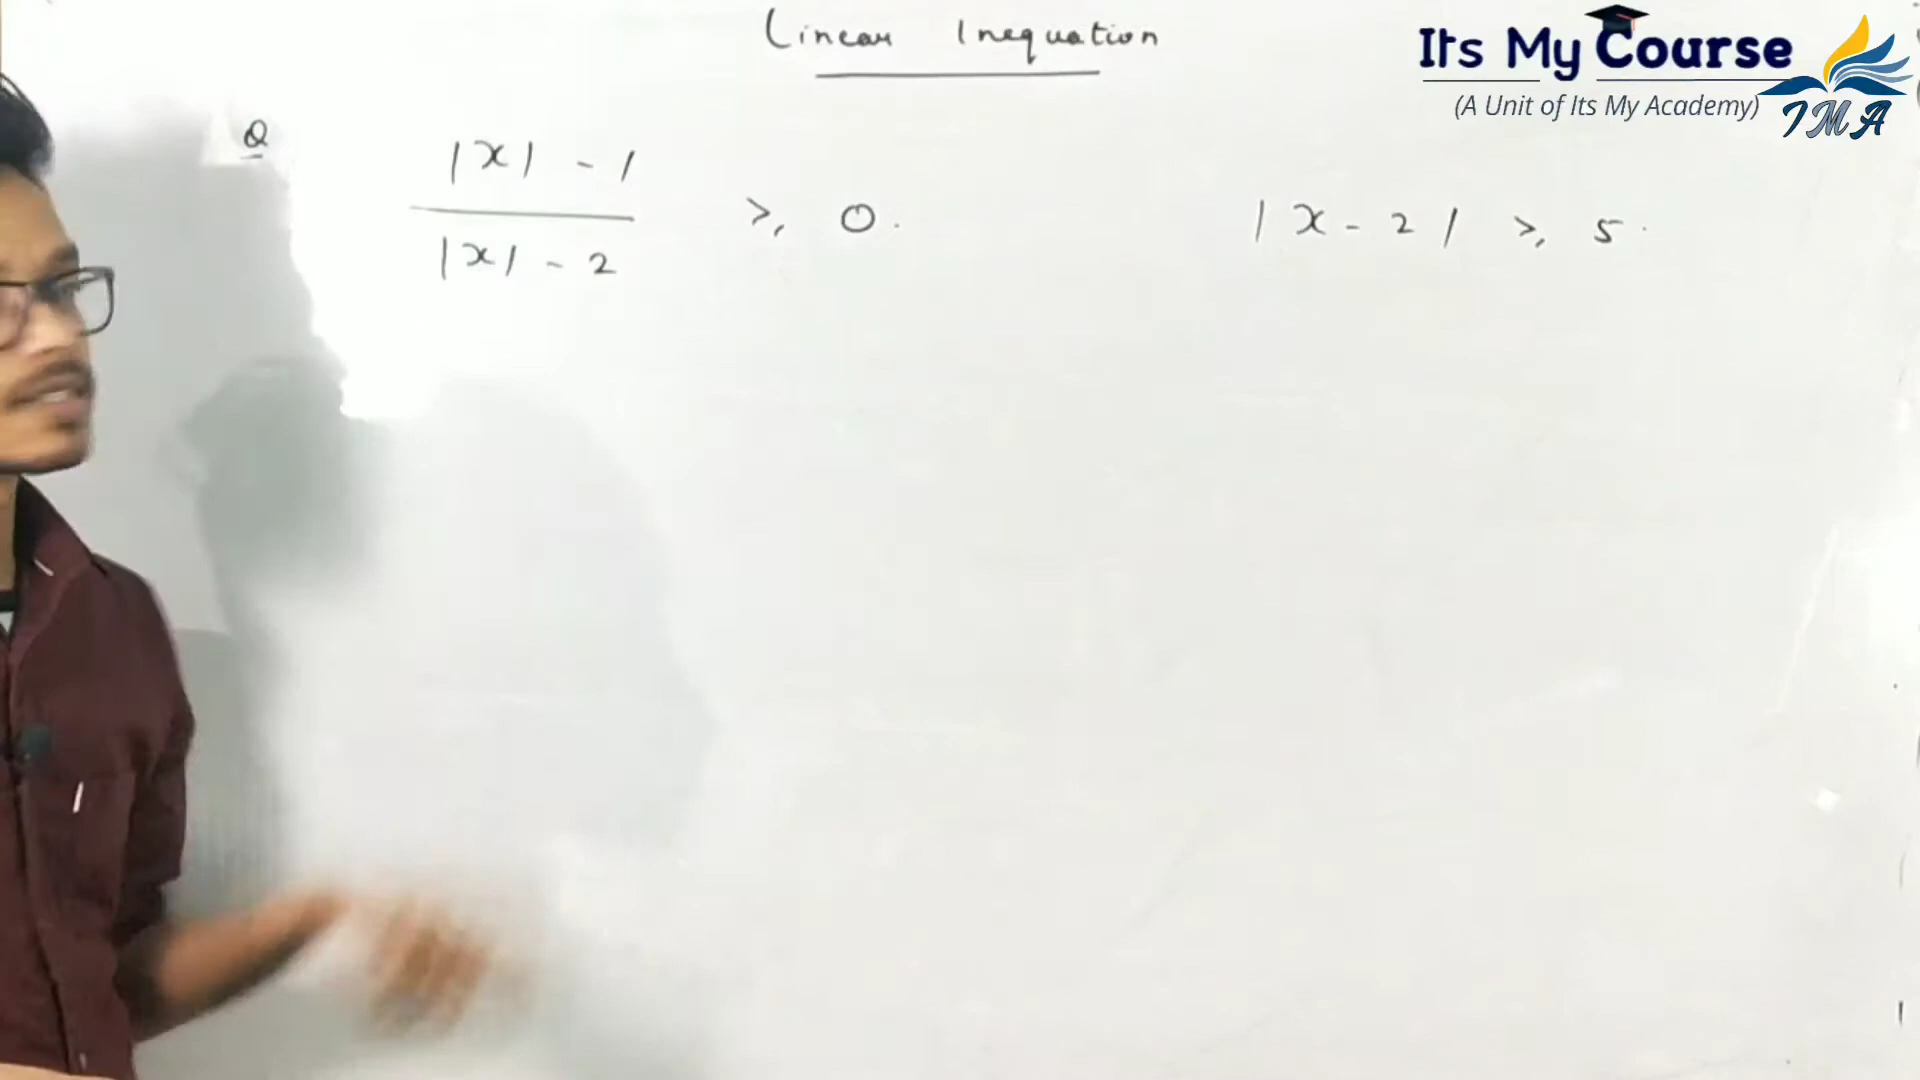 Linear Inequation
Its My Course
(A Unit of Its My Academy)
IMA
Q
|x| - 1
|x| - 2
≥ 0.
|x - 2| ≥ 5.